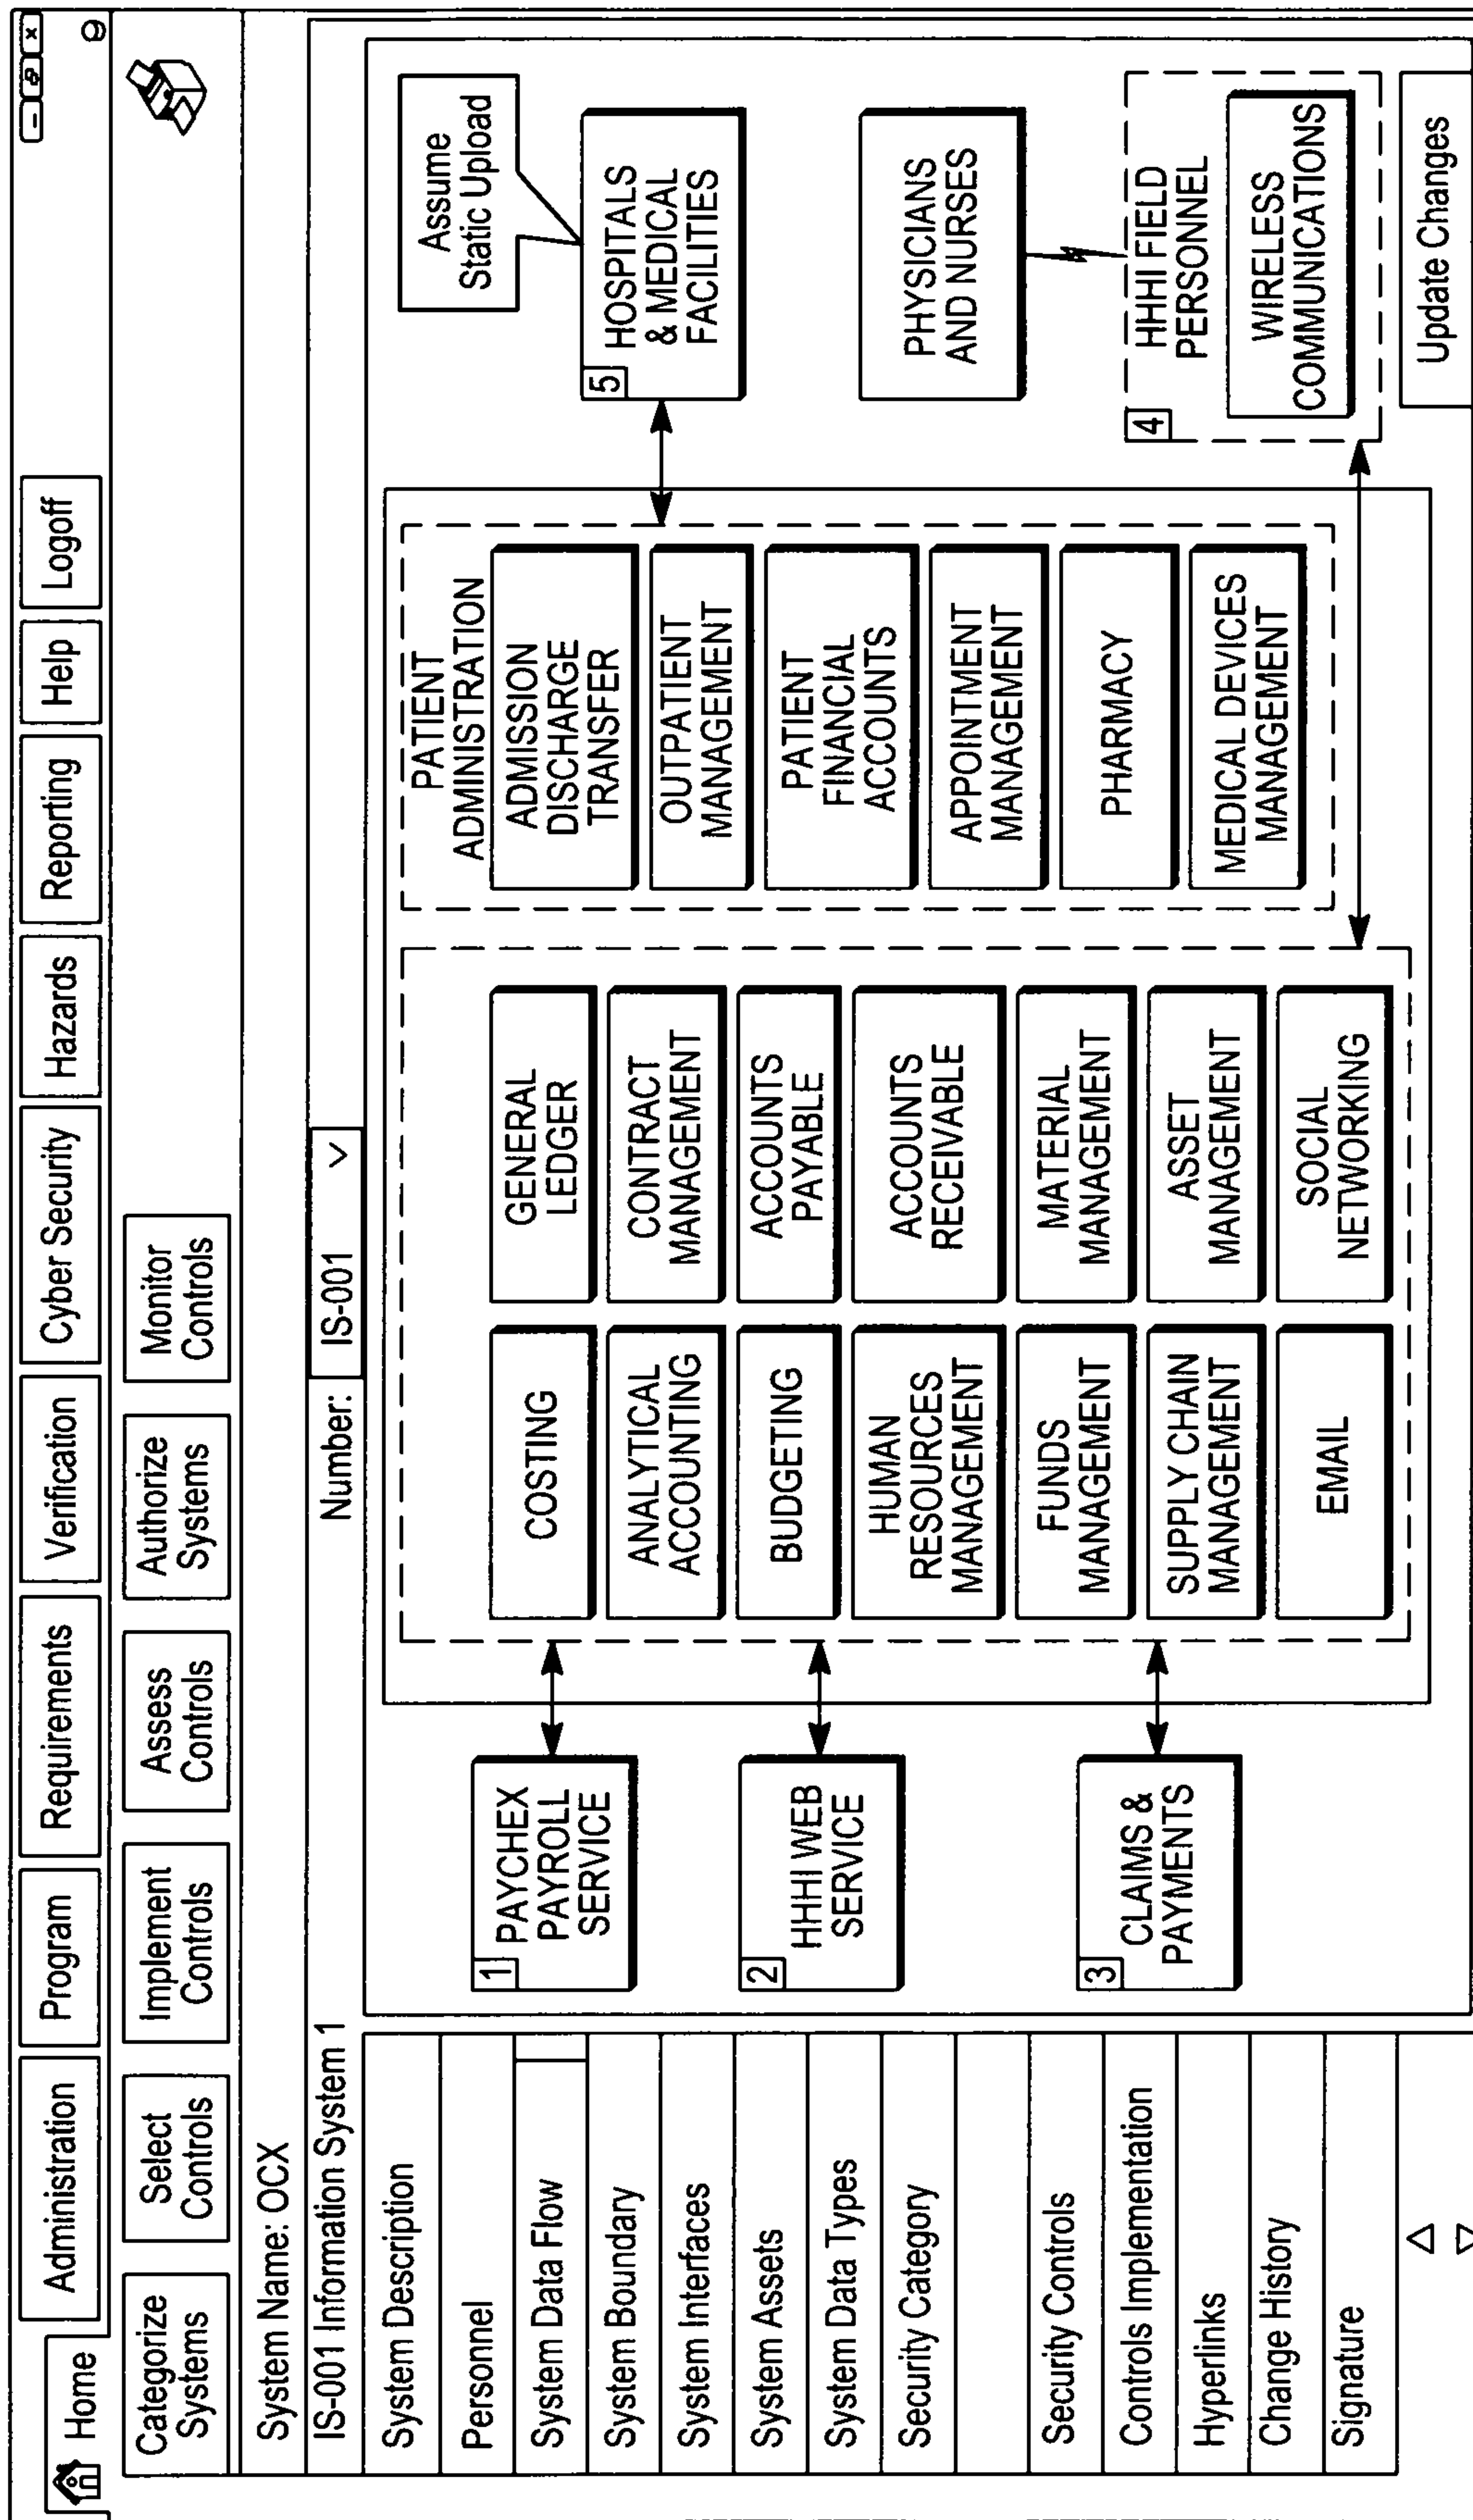 Home
Administration
Program
Requirements
Verification
Cyber Security
Hazards
Reporting
Help
Logoff
Categorize
Systems
Select
Controls
Implement
Controls
Assess
Controls
Authorize
Systems
Monitor
Controls
System Name: OCX
IS-001 Information System 1
Number:
IS-001
System Description
Personnel
System Data Flow
System Boundary
System Interfaces
System Assets
System Data Types
Security Category
Security Controls
Controls Implementation
Hyperlinks
Change History
Signature
1
PAYCHEX
PAYROLL
SERVICE
2
HHHI WEB
SERVICE
3
CLAIMS &
PAYMENTS
COSTING
ANALYTICAL
ACCOUNTING
BUDGETING
HUMAN
RESOURCES
MANAGEMENT
FUNDS
MANAGEMENT
SUPPLY CHAIN
MANAGEMENT
EMAIL
GENERAL
LEDGER
CONTRACT
MANAGEMENT
ACCOUNTS
PAYABLE
ACCOUNTS
RECEIVABLE
MATERIAL
MANAGEMENT
ASSET
MANAGEMENT
SOCIAL
NETWORKING
PATIENT
ADMINISTRATION
ADMISSION
DISCHARGE
TRANSFER
OUTPATIENT
MANAGEMENT
PATIENT
FINANCIAL
ACCOUNTS
APPOINTMENT
MANAGEMENT
PHARMACY
MEDICAL DEVICES
MANAGEMENT
Assume
Static Upload
5
HOSPITALS
& MEDICAL
FACILITIES
PHYSICIANS
AND NURSES
4
HHHI FIELD
PERSONNEL
WIRELESS
COMMUNICATIONS
Update Changes